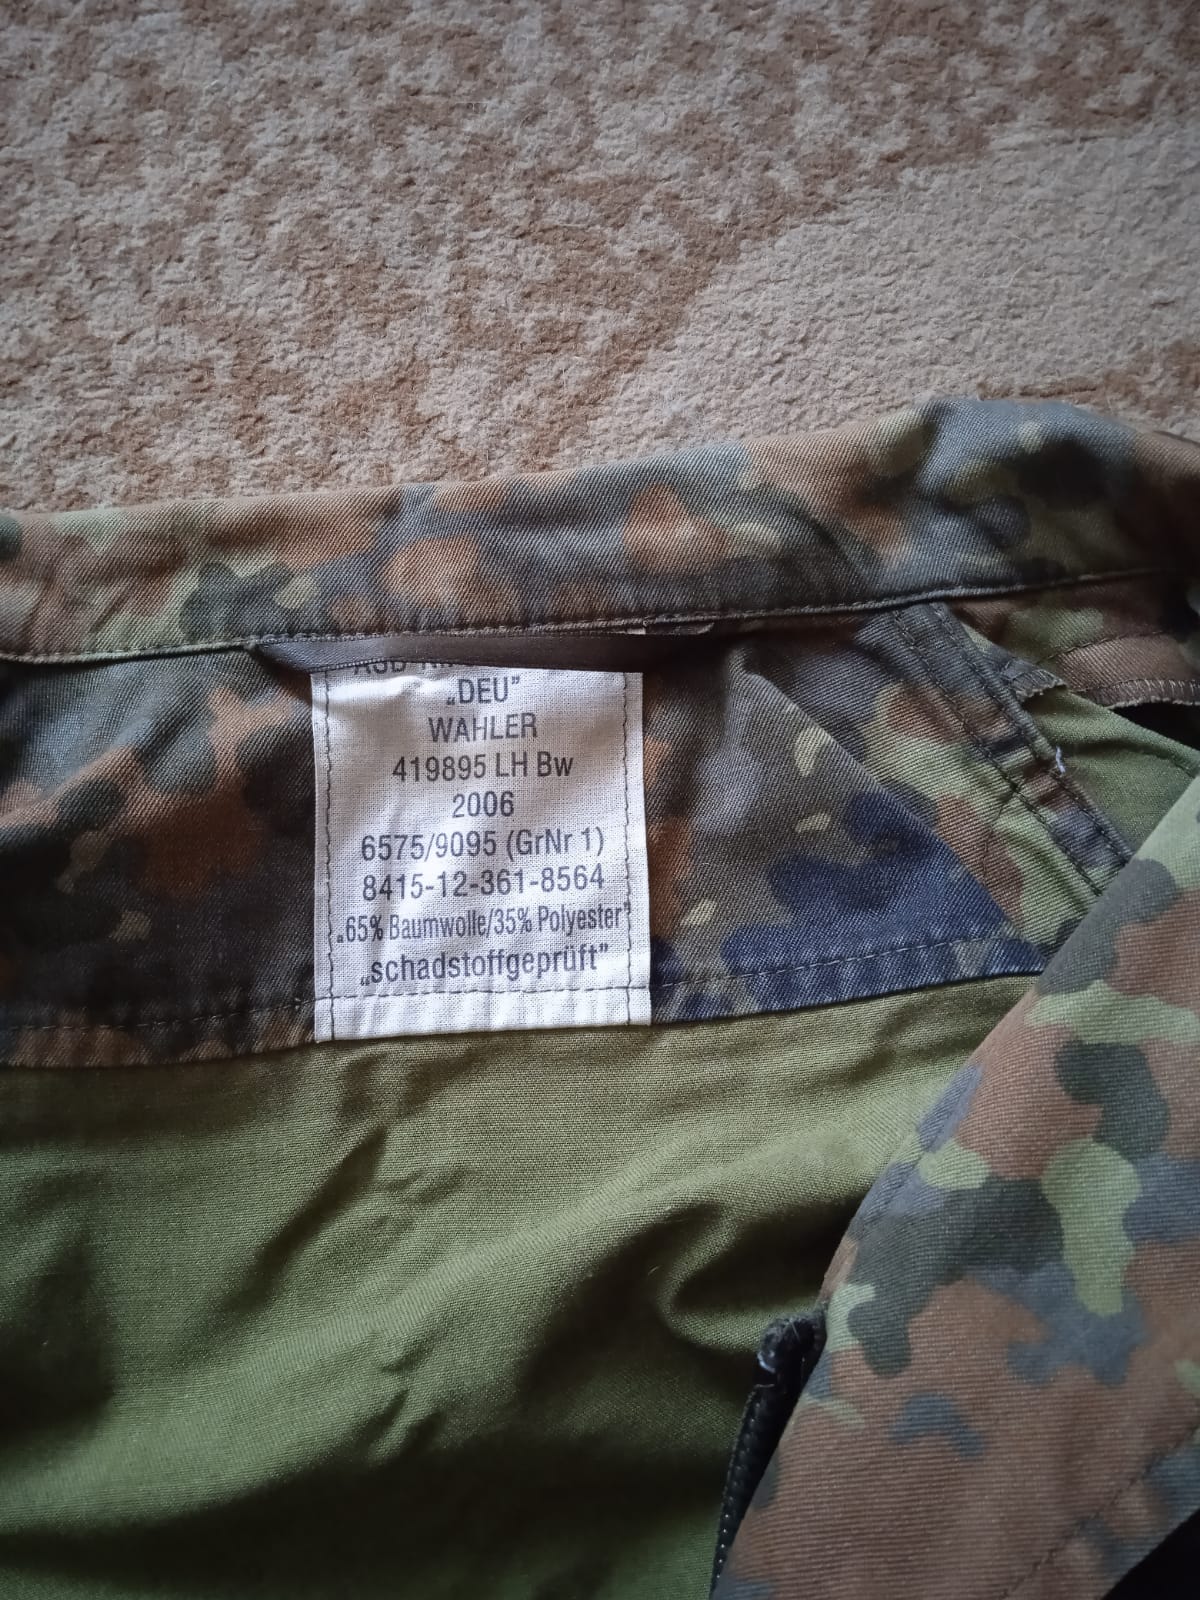 „DEU”
WAHLER
419895 LH Bw
2006
6575/9095 (GrNr 1)
8415-12-361-8564
„65% Baumwolle/35% Polyester”
„schadstoffgeprüft”